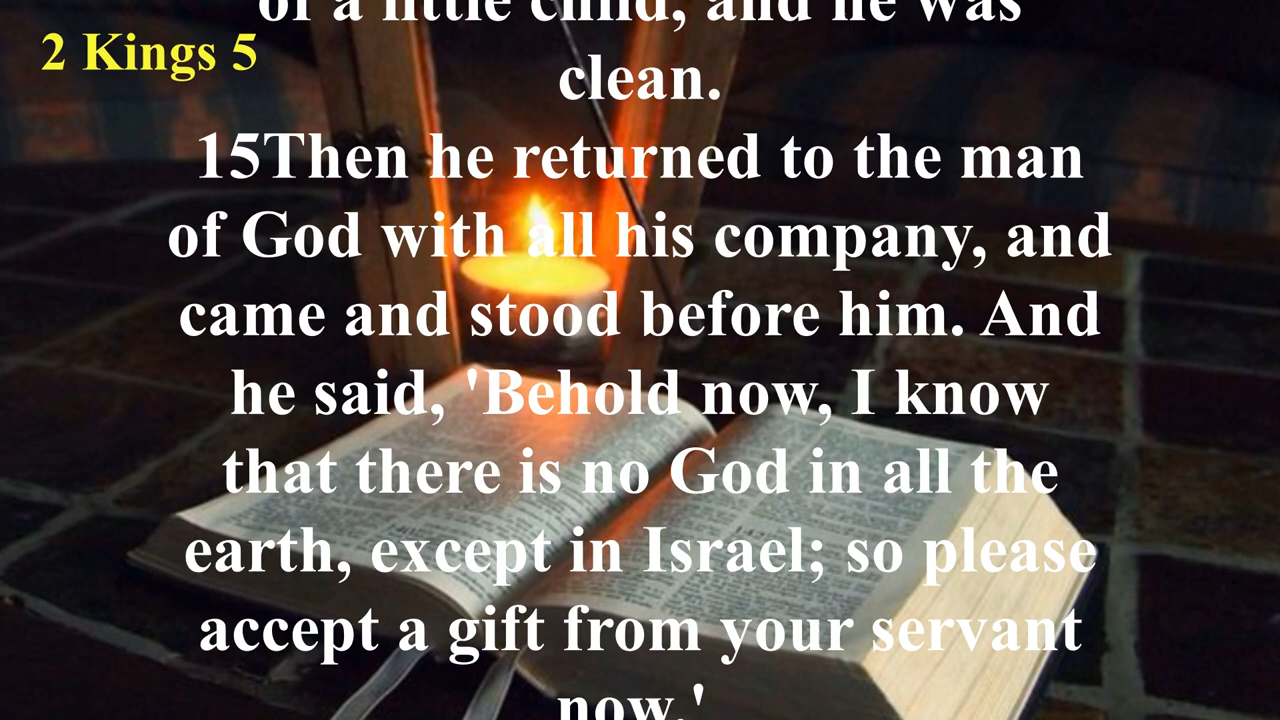 of a little child, and he was
2 Kings 5
clean.
15Then he returned to the man
of God with all his company, and
came and stood before him. And
he said, 'Behold now, I know
that there is no God in all the
earth, except in Israel; so please
accept a gift from your servant
now.'